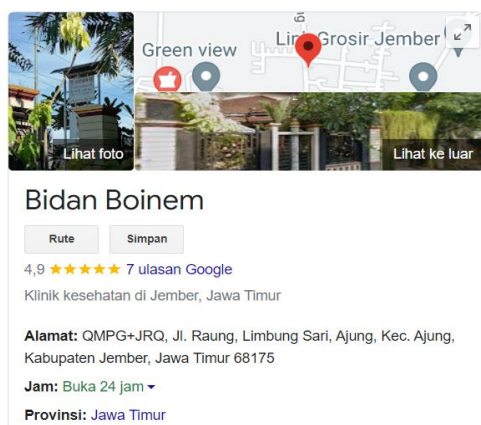 Green view
Grosir Jember
Lihat foto
Lihat ke luar
Bidan Boinem
Rute
Simpan
4,9 ★★★★★ 7 ulasan Google
Klinik kesehatan di Jember, Jawa Timur
Alamat: QMPG+JRQ, Jl. Raung, Limbung Sari, Ajung, Kec. Ajung,
Kabupaten Jember, Jawa Timur 68175
Jam: Buka 24 jam
Provinsi: Jawa Timur